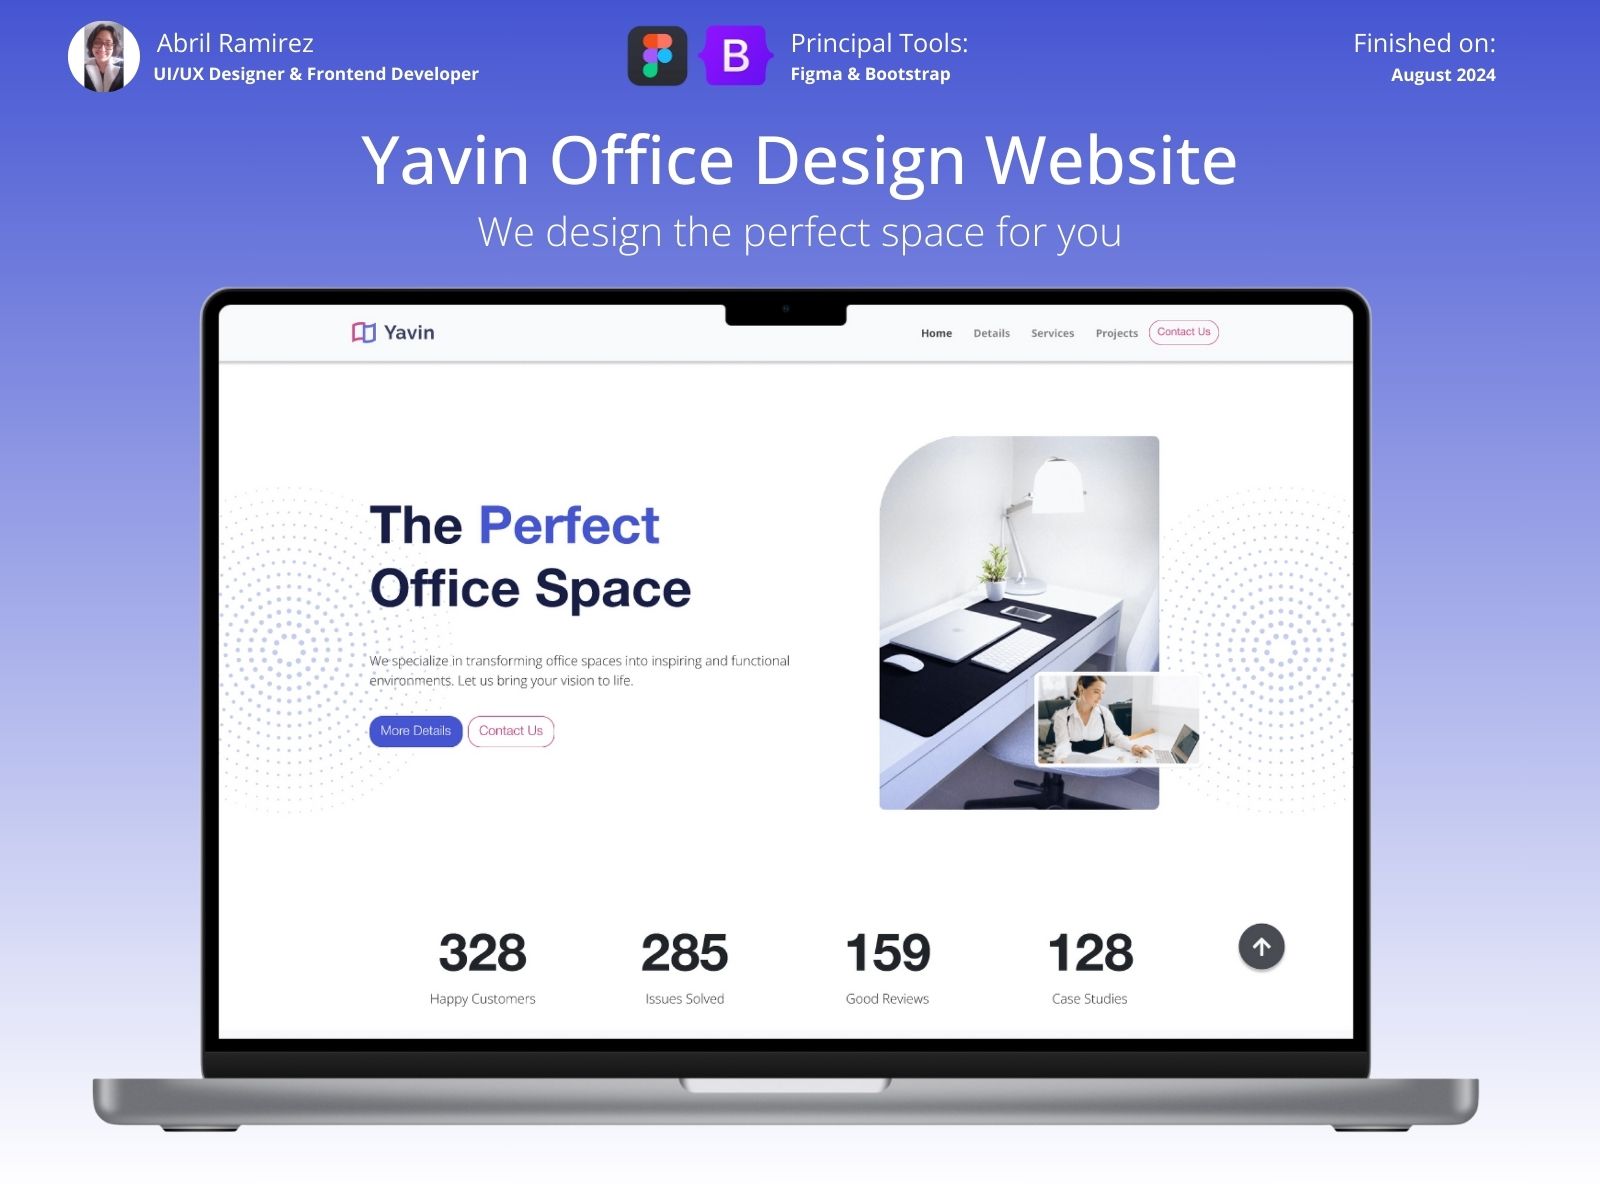 Abril Ramirez
UI/UX Designer & Frontend Developer
B
Principal Tools:
Figma & Bootstrap
Finished on:
August 2024
Yavin Office Design Website
We design the perfect space for you
Yavin
Home Details Services Projects Contact Us
The Perfect
Office Space
We specialize in transforming office spaces into inspiring and functional
environments. Let us bring your vision to life.
More Details Contact Us
328 285 159 128
Happy Customers Issues Solved Good Reviews Case Studies